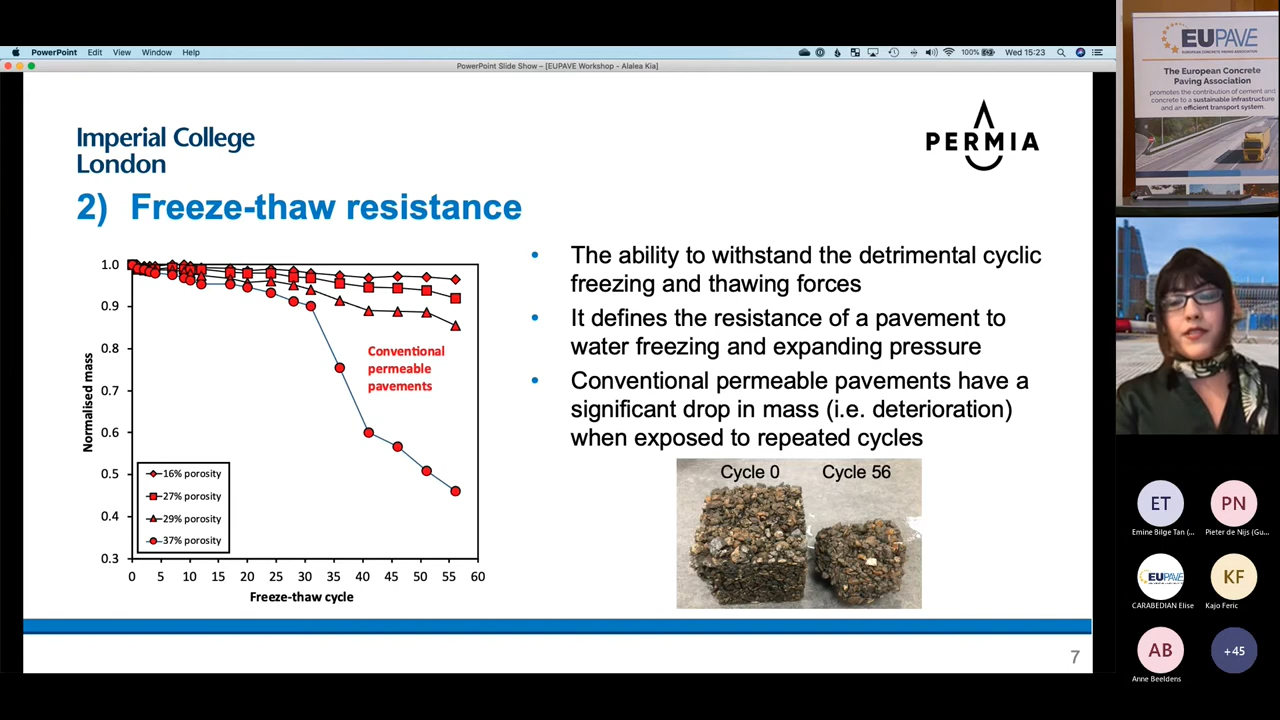 PowerPoint Edit View Window Help
100% Wed 15:23
PowerPoint Slide Show – [EUPAVE Workshop - Alalea Kia]
Imperial College
London
PERMIA
2) Freeze-thaw resistance
1.0
0.9
0.8
0.7
0.6
0.5
0.4
0.3
Normalised mass
Conventional
permeable
pavements
16% porosity
27% porosity
29% porosity
37% porosity
0 5 10 15 20 25 30 35 40 45 50 55 60
Freeze-thaw cycle
• The ability to withstand the detrimental cyclic
freezing and thawing forces
• It defines the resistance of a pavement to
water freezing and expanding pressure
• Conventional permeable pavements have a
significant drop in mass (i.e. deterioration)
when exposed to repeated cycles
Cycle 0 Cycle 56
7
EUPAVE
EUROPEAN CONCRETE PAVING ASSOCIATION
The European Concrete
Paving Association
promotes the contribution of cement and
concrete to a sustainable infrastructure
and an efficient transport system.
ET PN
Emine Bilge Tan (... Pieter de Nijs (Gu...
EUPAVE KF
CARABEDIAN Elise Kajo Feric
AB +45
Anne Beeldens